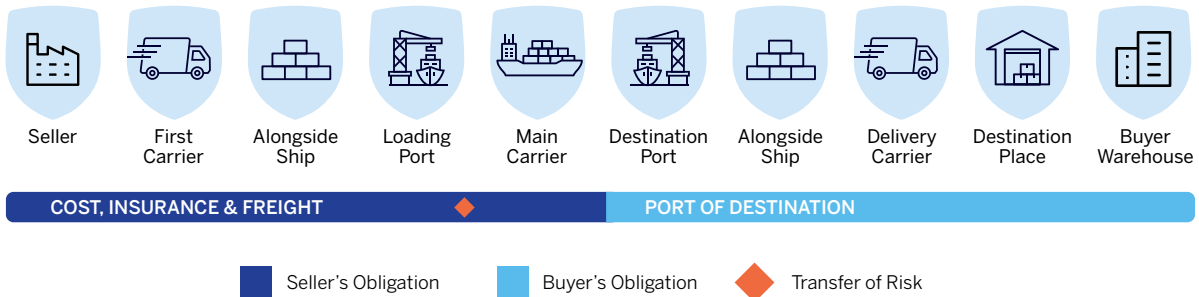 Seller
First
Carrier
Alongside
Ship
Loading
Port
Main
Carrier
Destination
Port
Alongside
Ship
Delivery
Carrier
Destination
Place
Buyer
Warehouse
COST, INSURANCE & FREIGHT
PORT OF DESTINATION
Seller’s Obligation
Buyer’s Obligation
Transfer of Risk